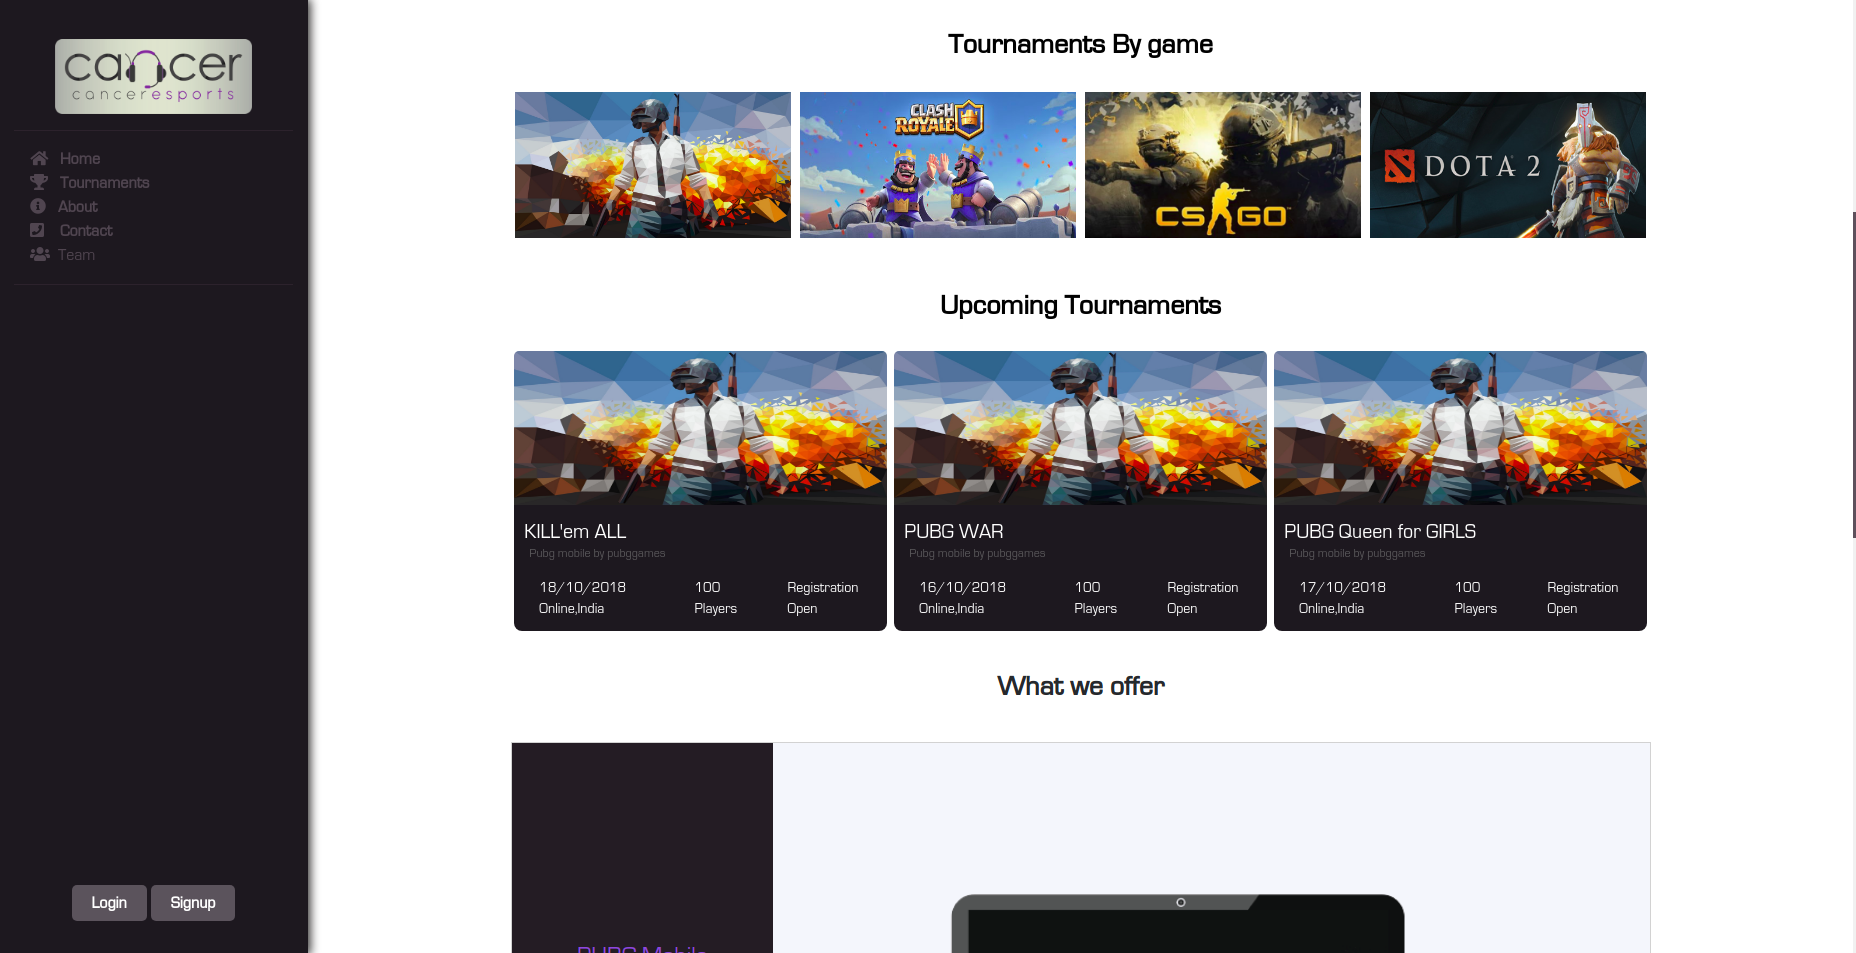 cancer
canceresports
Home
Tournaments
About
Contact
Team
Login
Signup
Tournaments By game
CLASH
ROYALE
CS GO™
DOTA 2
Upcoming Tournaments
KILL'em ALL
Pubg mobile by pubggames
18/10/2018
Online,India
100
Players
Registration
Open
PUBG WAR
Pubg mobile by pubggames
16/10/2018
Online,India
100
Players
Registration
Open
PUBG Queen for GIRLS
Pubg mobile by pubggames
17/10/2018
Online,India
100
Players
Registration
Open
What we offer
PUBG Mobile